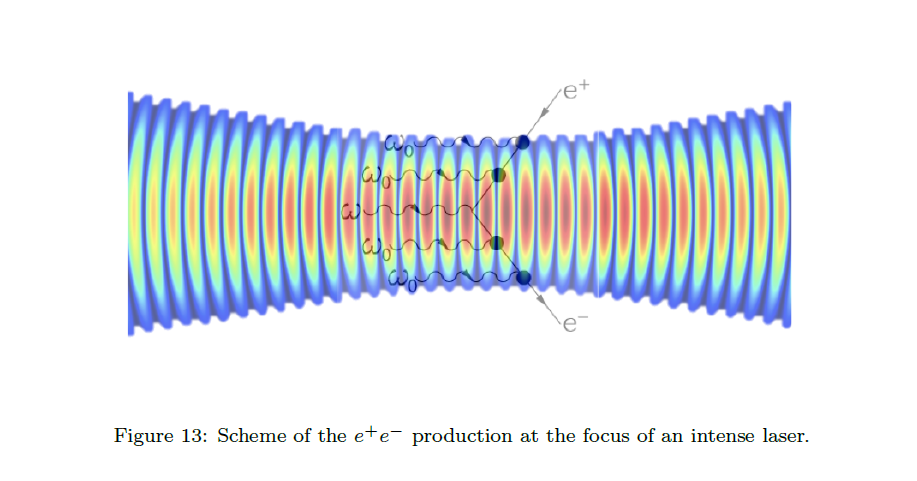 e⁺
ω₀
ω₀
ω
ω₀
ω₀
e⁻
Figure 13: Scheme of the e⁺e⁻ production at the focus of an intense laser.